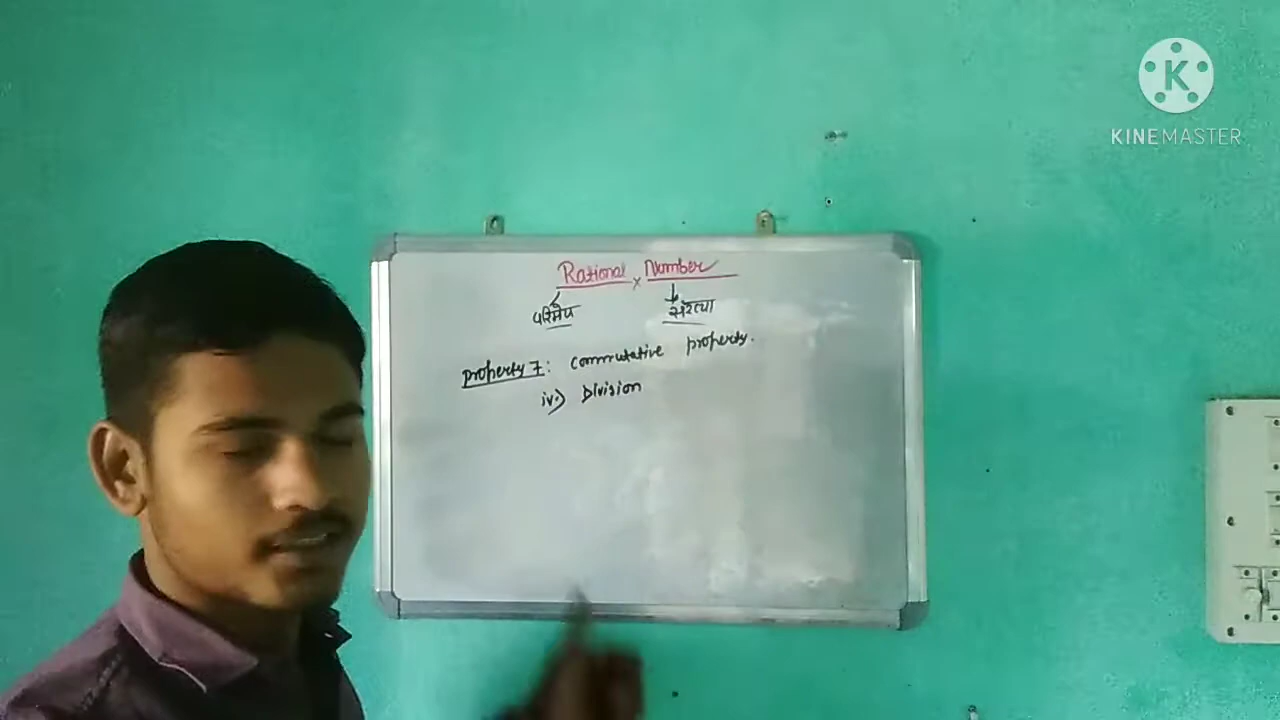 K
KINEMASTER
Rational x Number
परिमेय संख्या
property 7: commutative property.
iv.) Division